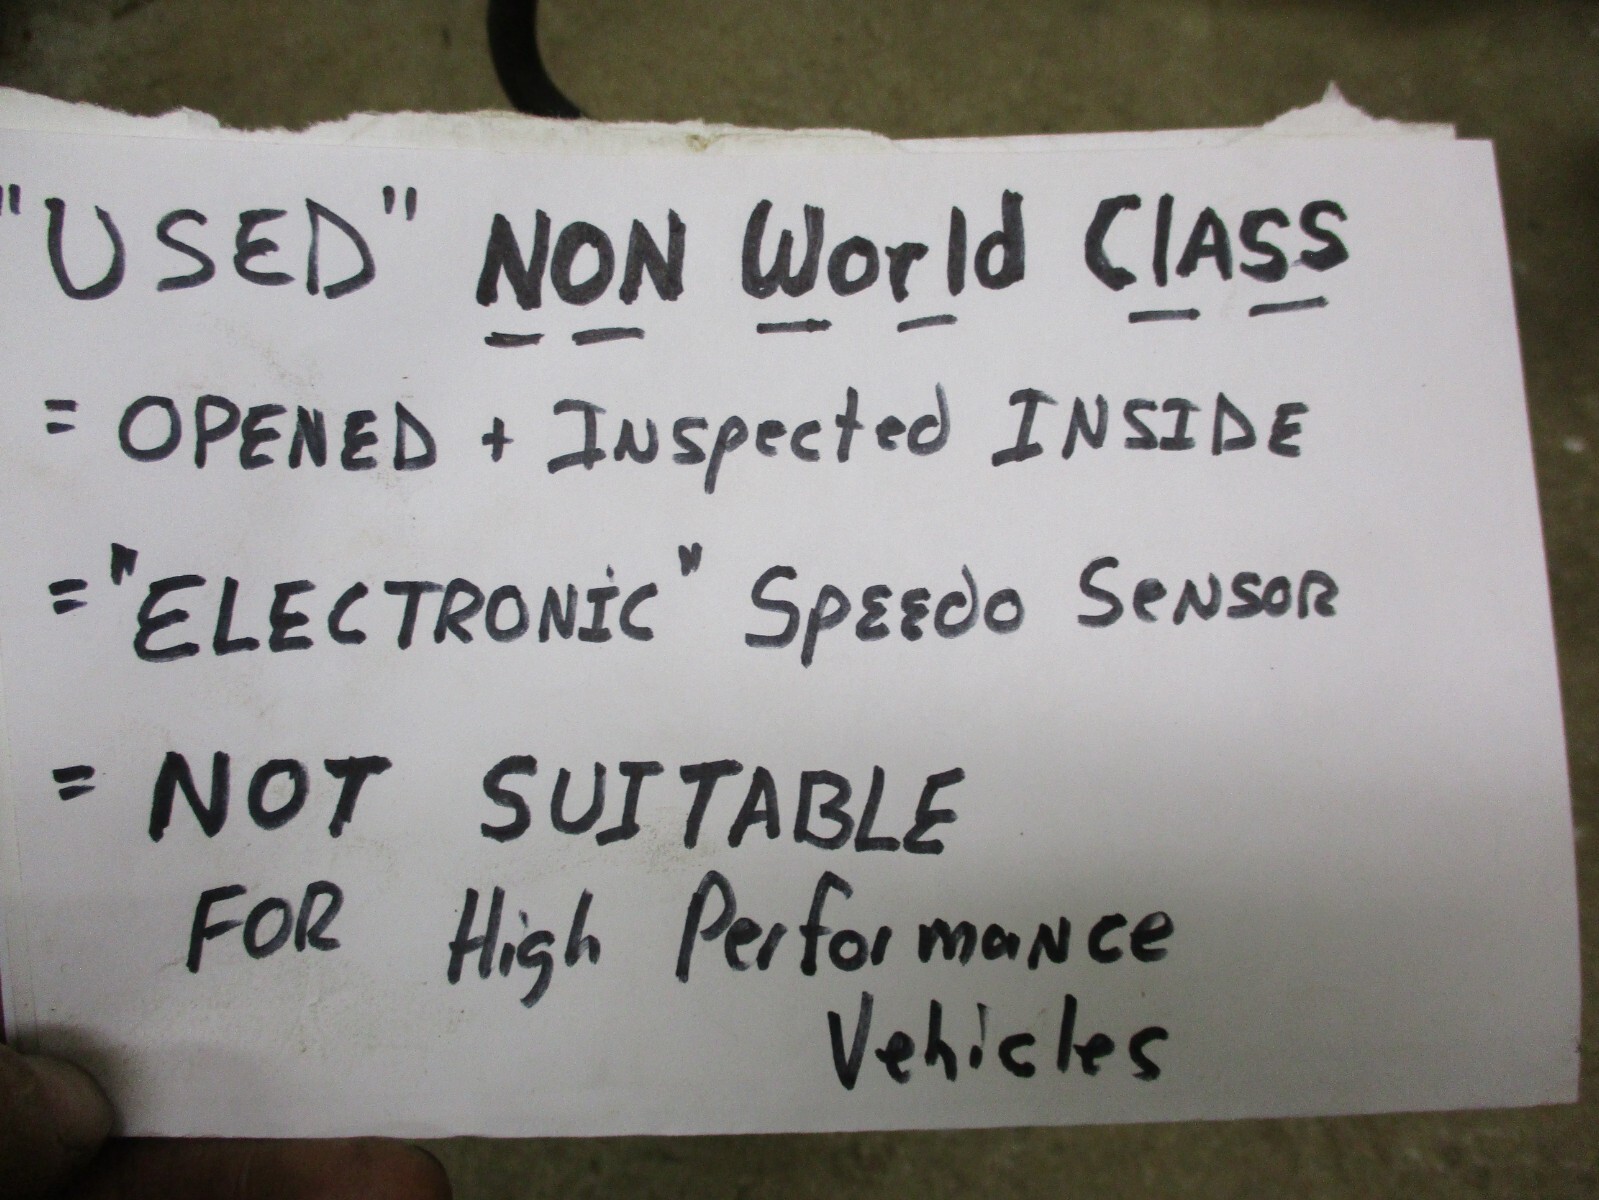 "USED" NON World ClASS
= OPENED + INspected INSIDE
= "ELECTRONiC" SpEEdo SeNSOR
= NOT SUITABLE
FOR High PerformaNce
Vehicles